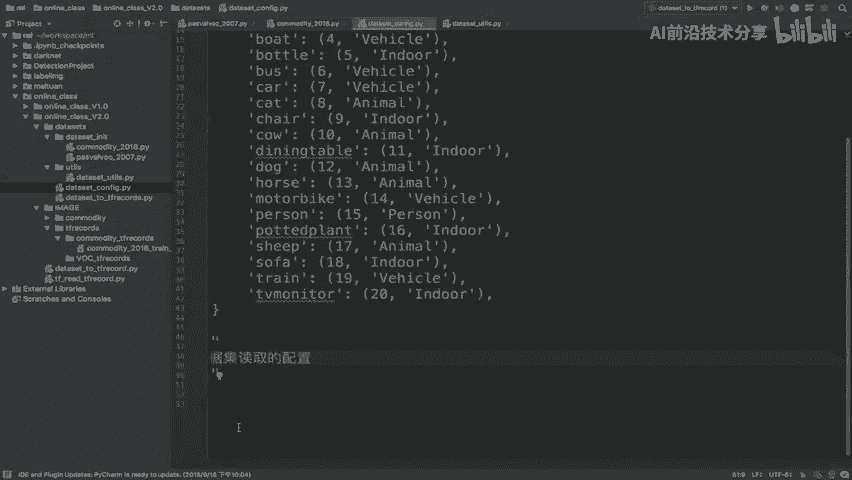 ml
online_class
online_class_V2.0
datasets
dataset_config.py
dataset_to_tfrecord (1)
AI前沿技术分享 bilibili
Project
pasvalvoc_2007.py
commodity_2018.py
dataset_config.py
dataset_utils.py
ml ~/workspace/ml
.ipynb_checkpoints
darknet
DetectionProject
labelimg
meituan
online_class
online_class_V1.0
online_class_V2.0
datasets
dataset_init
commodity_2018.py
pasvalvoc_2007.py
utils
dataset_utils.py
dataset_config.py
dataset_to_tfrecords.py
IMAGE
commodity
tfrecords
commodity_tfrecords
commodity_2018_train_
VOC_tfrecords
dataset_to_tfrecord.py
tf_read_tfrecord.py
External Libraries
Scratches and Consoles
'boat': (4, 'Vehicle'),
'bottle': (5, 'Indoor'),
'bus': (6, 'Vehicle'),
'car': (7, 'Vehicle'),
'cat': (8, 'Animal'),
'chair': (9, 'Indoor'),
'cow': (10, 'Animal'),
'diningtable': (11, 'Indoor'),
'dog': (12, 'Animal'),
'horse': (13, 'Animal'),
'motorbike': (14, 'Vehicle'),
'person': (15, 'Person'),
'pottedplant': (16, 'Indoor'),
'sheep': (17, 'Animal'),
'sofa': (18, 'Indoor'),
'train': (19, 'Vehicle'),
'tvmonitor': (20, 'Indoor'),
}
"
据集读取的配置
"
IDE and Plugin Updates: PyCharm is ready to update. (2018/9/18 下午10:04)
51:9 LF: UTF-8: